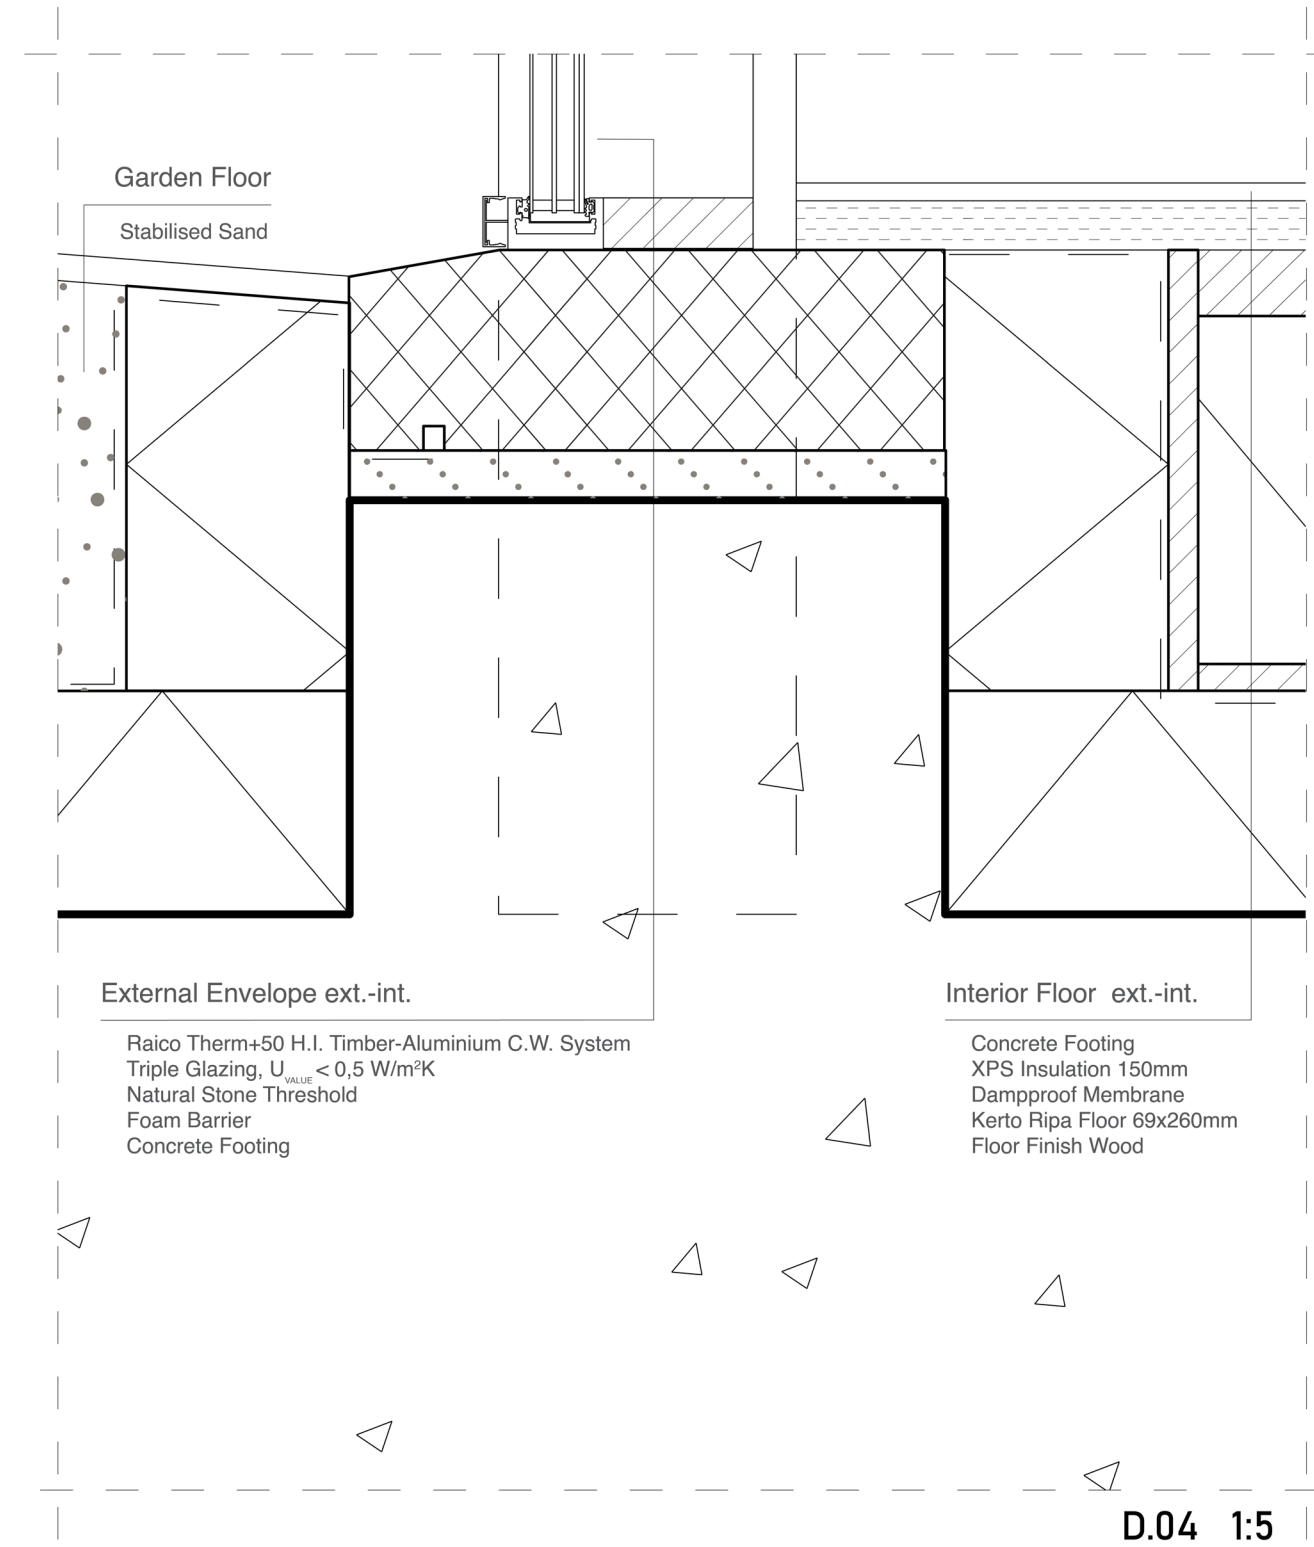 Garden Floor
Stabilised Sand
External Envelope ext.-int.
Raico Therm+50 H.I. Timber-Aluminium C.W. System
Triple Glazing, U VALUE < 0,5 W/m²K
Natural Stone Threshold
Foam Barrier
Concrete Footing
Interior Floor ext.-int.
Concrete Footing
XPS Insulation 150mm
Dampproof Membrane
Kerto Ripa Floor 69x260mm
Floor Finish Wood
D.04 1:5